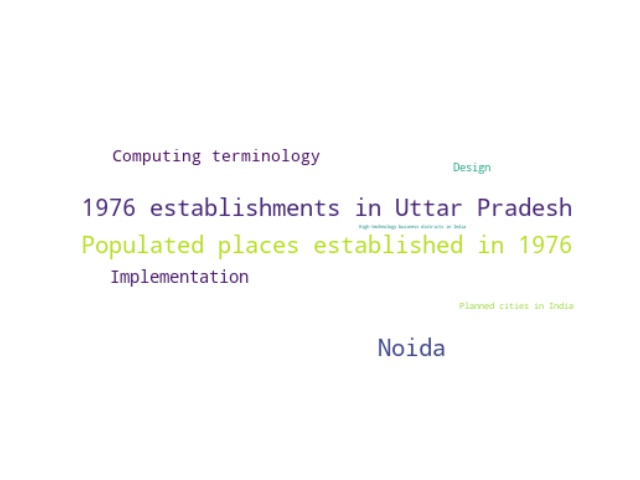 Computing terminology
Design
1976 establishments in Uttar Pradesh
High-technology business districts in India
Populated places established in 1976
Implementation
Planned cities in India
Noida